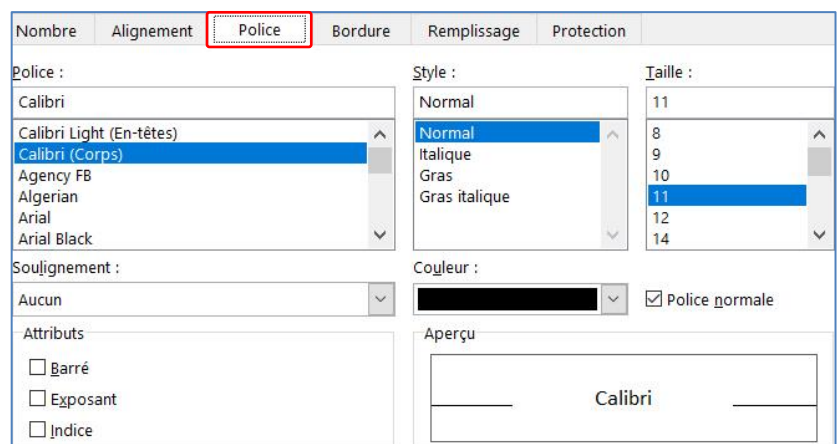 Nombre Alignement Police Bordure Remplissage Protection
Police : Style : Taille :
Calibri Normal 11
Calibri Light (En-têtes) Normal 8
Calibri (Corps) Italique 9
Agency FB Gras 10
Algerian Gras italique 11
Arial 12
Arial Black 14
Soulignement : Couleur :
Aucun Police normale
Attributs Aperçu
Barré
Exposant Calibri
Indice